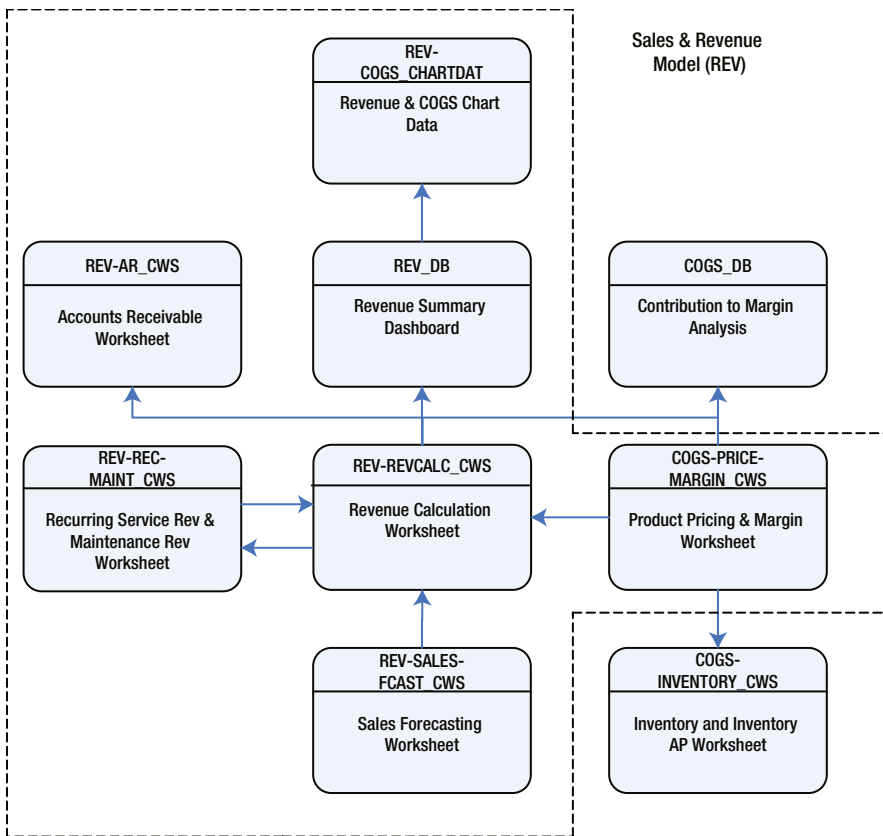 Sales & Revenue
Model (REV)
REV-
COGS_CHARTDAT
Revenue & COGS Chart
Data
REV-AR_CWS
Accounts Receivable
Worksheet
REV_DB
Revenue Summary
Dashboard
COGS_DB
Contribution to Margin
Analysis
REV-REC-
MAINT_CWS
Recurring Service Rev &
Maintenance Rev
Worksheet
REV-REVCALC_CWS
Revenue Calculation
Worksheet
COGS-PRICE-
MARGIN_CWS
Product Pricing & Margin
Worksheet
REV-SALES-
FCAST_CWS
Sales Forecasting
Worksheet
COGS-
INVENTORY_CWS
Inventory and Inventory
AP Worksheet